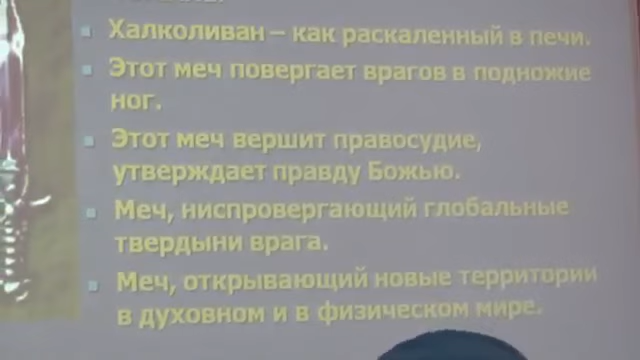 Халколиван – как раскаленный в печи.
Этот меч повергает врагов в подножие
ног.
Этот меч вершит правосудие,
утверждает правду Божью.
Меч, ниспровергающий глобальные
твердыни врага.
Меч, открывающий новые территории
в духовном и в физическом мире.